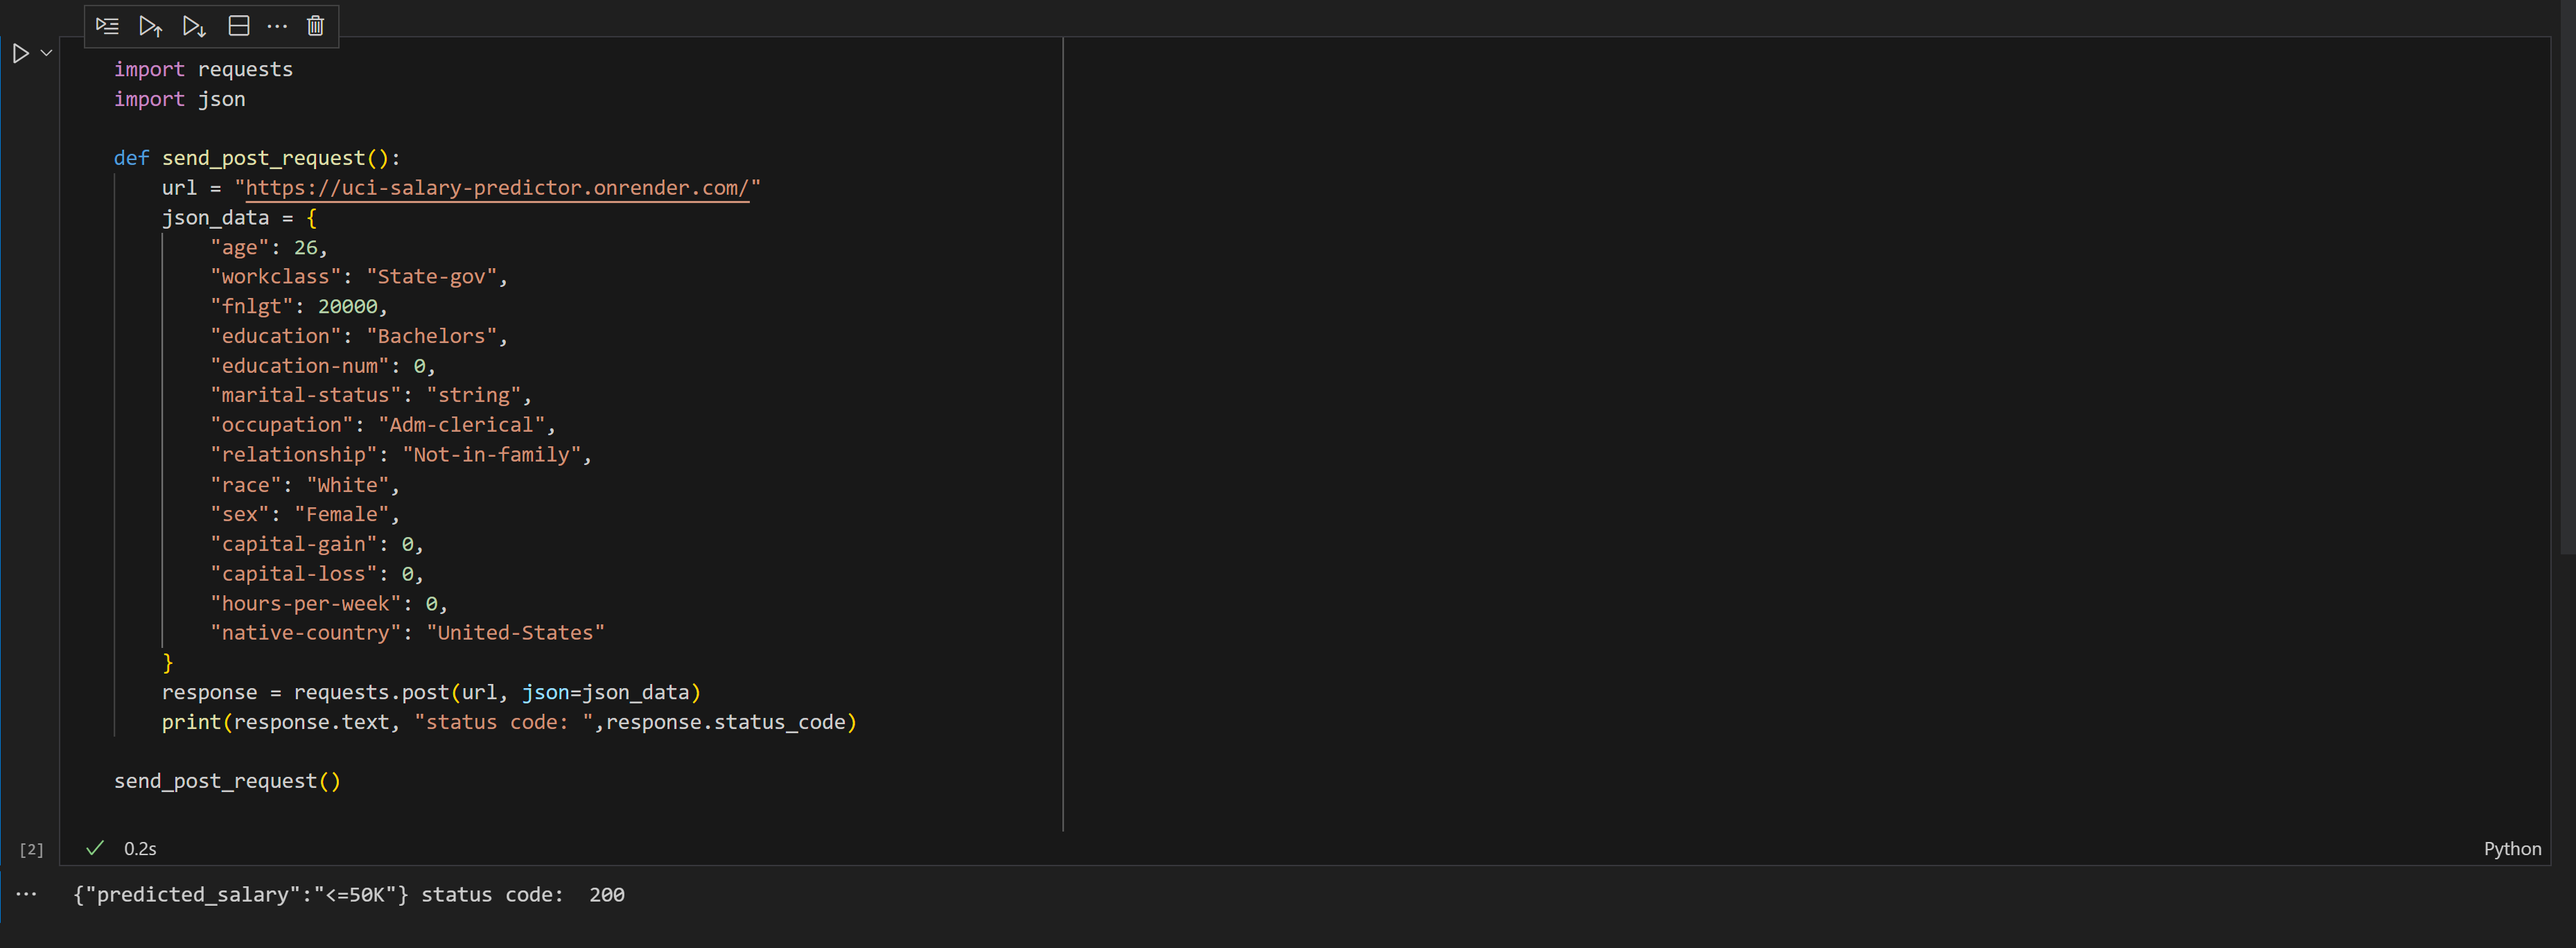 import requests
import json
def send_post_request():
    url = "https://uci-salary-predictor.onrender.com/"
    json_data = {
        "age": 26,
        "workclass": "State-gov",
        "fnlgt": 20000,
        "education": "Bachelors",
        "education-num": 0,
        "marital-status": "string",
        "occupation": "Adm-clerical",
        "relationship": "Not-in-family",
        "race": "White",
        "sex": "Female",
        "capital-gain": 0,
        "capital-loss": 0,
        "hours-per-week": 0,
        "native-country": "United-States"
    }
    response = requests.post(url, json=json_data)
    print(response.text, "status code: ",response.status_code)
send_post_request()
[2] 0.2s Python
{"predicted_salary":"<=50K"} status code:  200